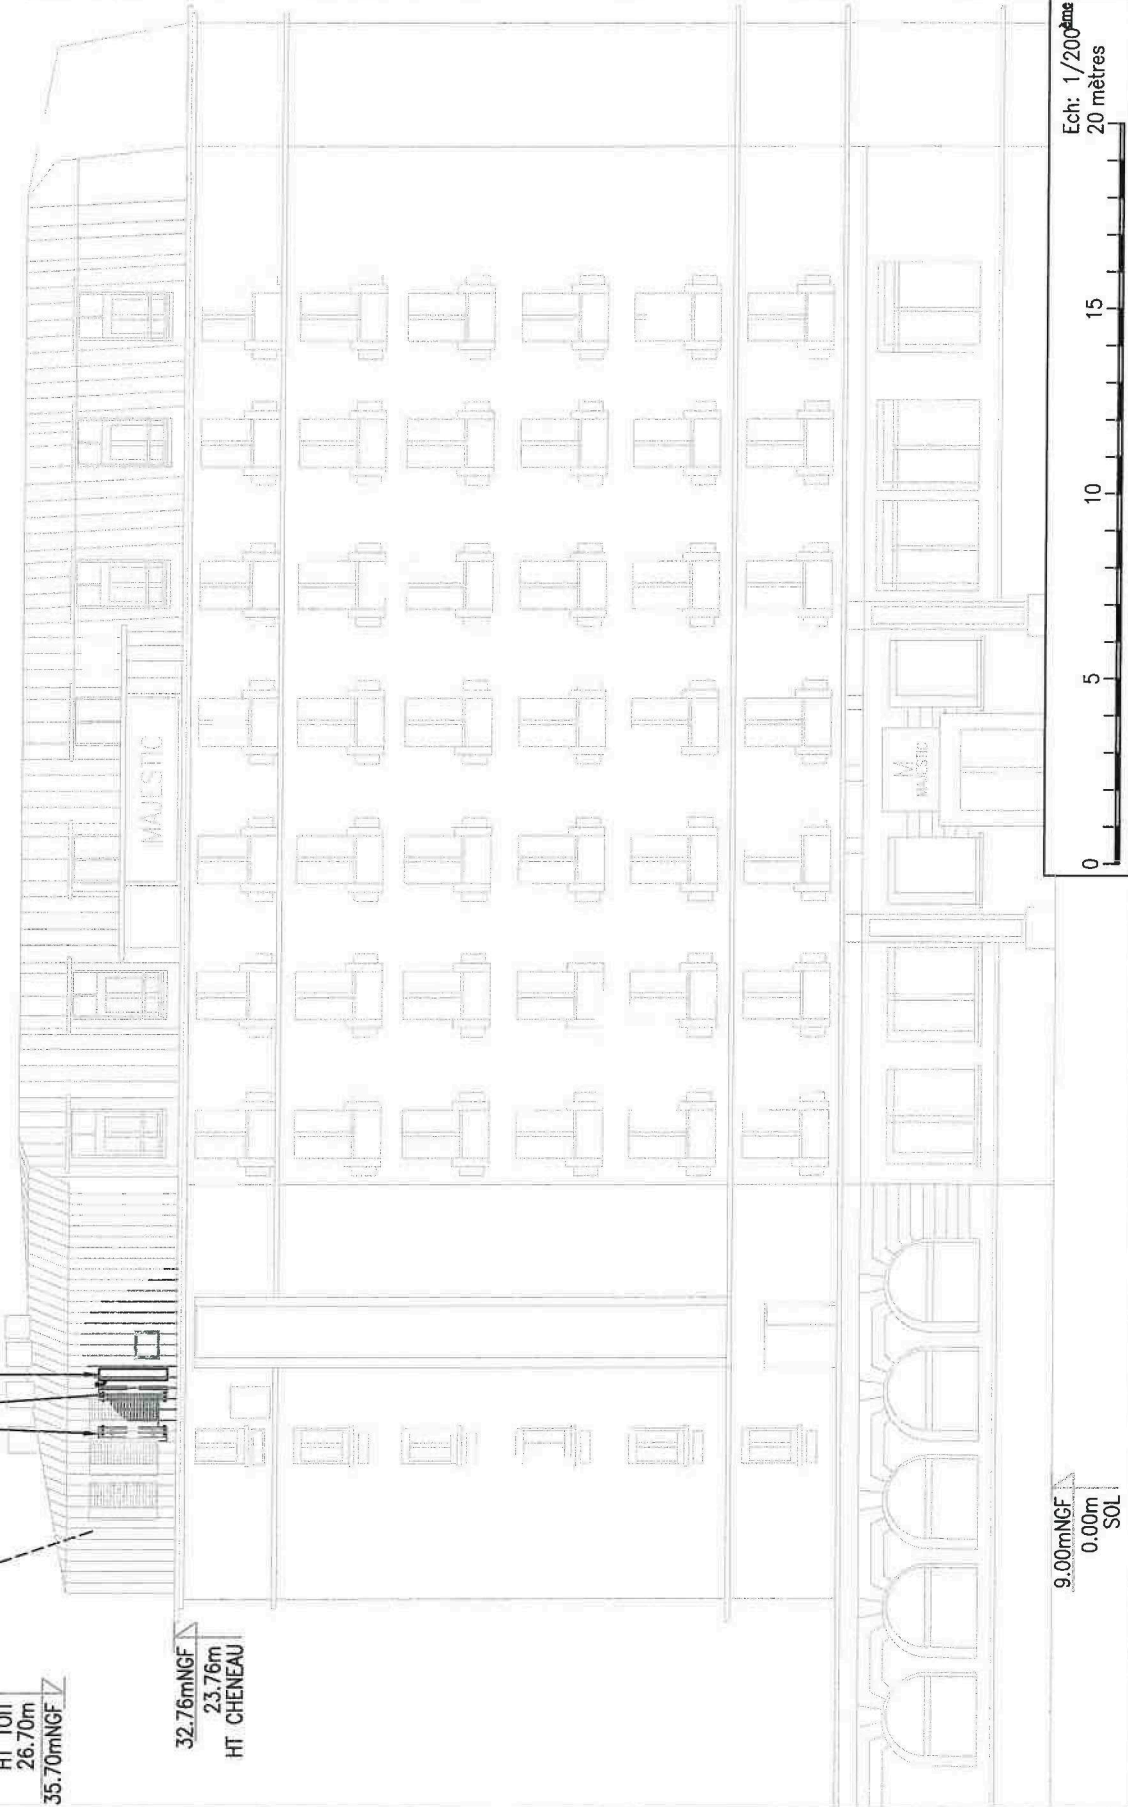 HT TOIT
26.70m
35.70mNGF
32.76mNGF
23.76m
HT CHENEAU
MAJESTIC
M
MAJESTIC
9.00mNGF
0.00m
SOL
Ech: 1/200ème
20 mètres
0 5 10 15